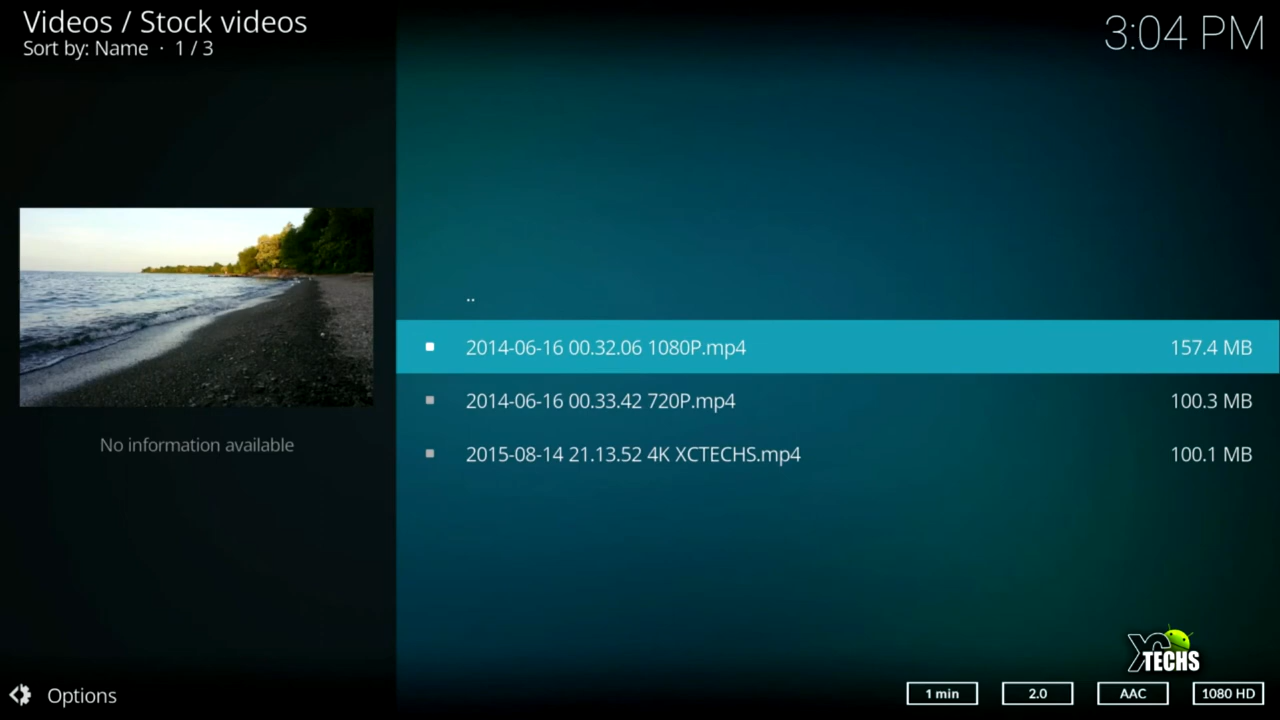 Videos / Stock videos
Sort by: Name · 1 / 3
3:04 PM
..
2014-06-16 00.32.06 1080P.mp4 157.4 MB
2014-06-16 00.33.42 720P.mp4 100.3 MB
2015-08-14 21.13.52 4K XCTECHS.mp4 100.1 MB
No information available
XCTECHS
Options
1 min 2.0 AAC 1080 HD